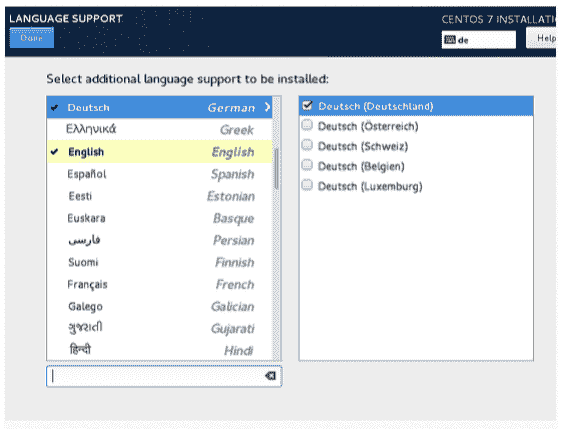 LANGUAGE SUPPORT
CENTOS 7 INSTALLATI
Done
de
Help
Select additional language support to be installed:
Deutsch German
Ελληνικά Greek
English English
Español Spanish
Eesti Estonian
Euskara Basque
فارسی Persian
Suomi Finnish
Français French
Galego Galician
ગુજરાતી Gujarati
हिन्दी Hindi
Deutsch (Deutschland)
Deutsch (Österreich)
Deutsch (Schweiz)
Deutsch (Belgien)
Deutsch (Luxemburg)